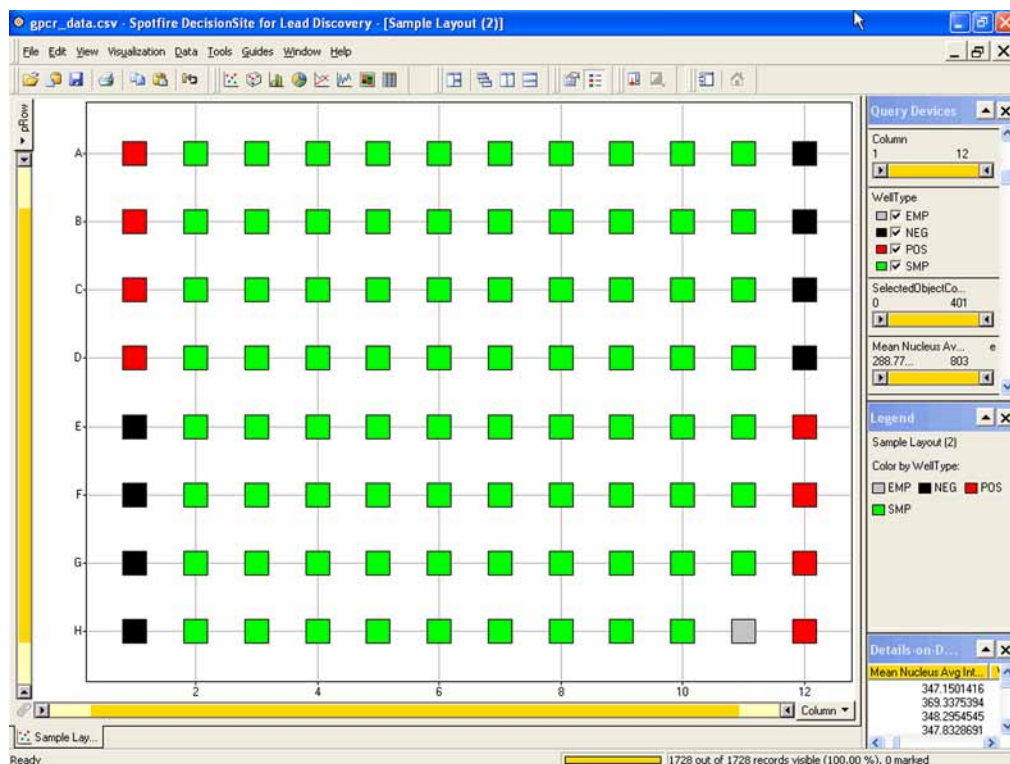 gpcr_data.csv - Spotfire DecisionSite for Lead Discovery - [Sample Layout (2)]
File Edit View Visualization Data Tools Guides Window Help
pRow
A
B
C
D
E
F
G
H
2 4 6 8 10 12
Column
Sample Lay...
Query Devices
Column
1 12
WellType
EMP
NEG
POS
SMP
SelectedObjectCo...
0 401
Mean Nucleus Av... e
288.77... 803
Legend
Sample Layout (2)
Color by WellType:
EMP NEG POS
SMP
Details-on-D...
Mean Nucleus Avg Int...
347.1501416
369.3375394
348.2954545
347.8328691
Ready
1728 out of 1728 records visible (100.00 %), 0 marked